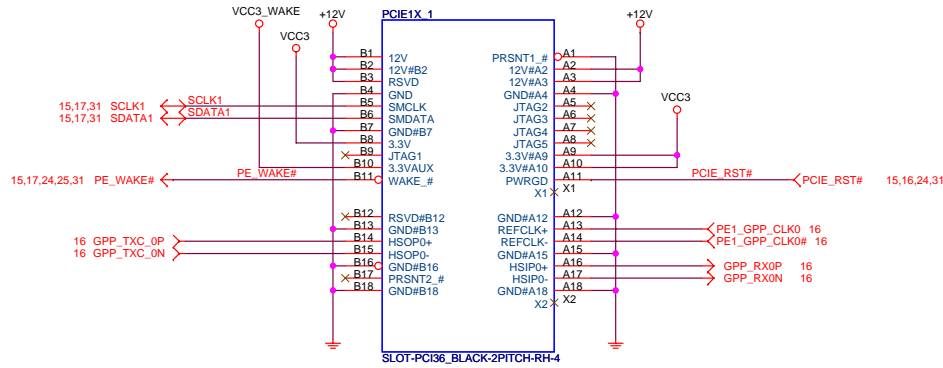 VCC3_WAKE
+12V
PCIE1X_1
+12V
VCC3
B1 12V PRSNT1_# A1
B2 12V#B2 12V#A2 A2
B3 RSVD 12V#A3 A3
B4 GND GND#A4 A4
VCC3
15,17,31 SCLK1 SCLK1 B5 SMCLK JTAG2 A5
15,17,31 SDATA1 SDATA1 B6 SMDATA JTAG3 A6
B7 GND#B7 JTAG4 A7
B8 3.3V JTAG5 A8
B9 JTAG1 3.3V#A9 A9
B10 3.3VAUX 3.3V#A10 A10
15,17,24,25,31 PE_WAKE# PE_WAKE# B11 WAKE_# PWRGD A11 PCIE_RST# PCIE_RST# 15,16,24,31
X1 X1
B12 RSVD#B12 GND#A12 A12
B13 GND#B13 REFCLK+ A13 PE1_GPP_CLK0 16
16 GPP_TXC_0P B14 HSOP0+ REFCLK- A14 PE1_GPP_CLK0# 16
16 GPP_TXC_0N B15 HSOP0- GND#A15 A15
B16 GND#B16 HSIP0+ A16 GPP_RX0P 16
B17 PRSNT2_# HSIP0- A17 GPP_RX0N 16
B18 GND#B18 GND#A18 A18
X2 X2
SLOT-PCI36_BLACK-2PITCH-RH-4